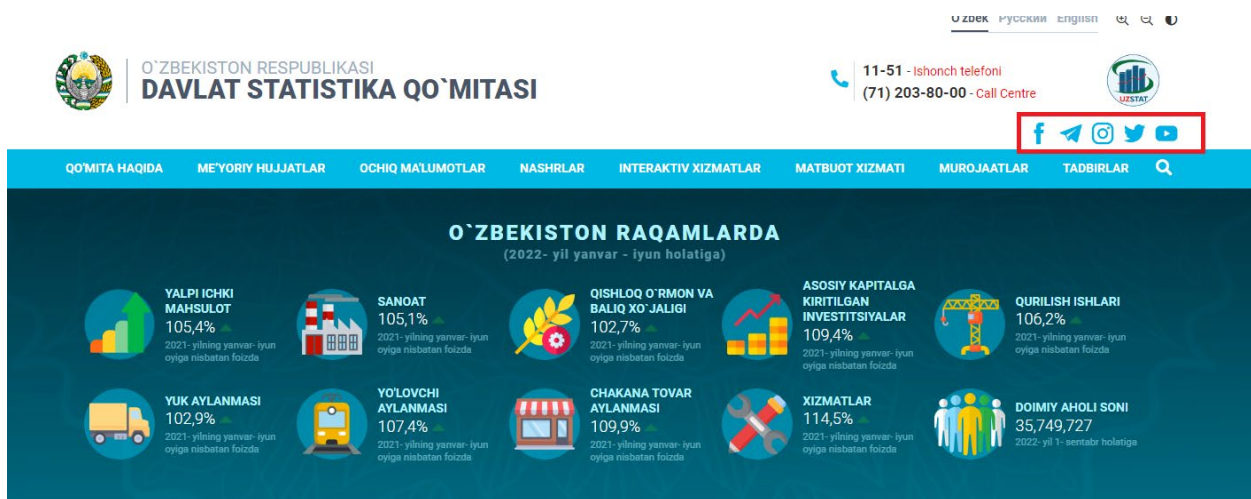 O'zbek Русский English
O`ZBEKISTON RESPUBLIKASI
DAVLAT STATISTIKA QO`MITASI
11-51 - Ishonch telefoni
(71) 203-80-00 - Call Centre
UZSTAT
QO'MITA HAQIDA ME'YORIY HUJJATLAR OCHIQ MA'LUMOTLAR NASHRLAR INTERAKTIV XIZMATLAR MATBUOT XIZMATI MUROJAATLAR TADBIRLAR
O`ZBEKISTON RAQAMLARDA
(2022- yil yanvar - iyun holatiga)
YALPI ICHKI
MAHSULOT
105,4%
2021- yilning yanvar- iyun
oyiga nisbatan foizda
SANOAT
105,1%
2021- yilning yanvar- iyun
oyiga nisbatan foizda
QISHLOQ O`RMON VA
BALIQ XO`JALIGI
102,7%
2021- yilning yanvar- iyun
oyiga nisbatan foizda
ASOSIY KAPITALGA
KIRITILGAN
INVESTITSIYALAR
109,4%
2021- yilning yanvar- iyun
oyiga nisbatan foizda
QURILISH ISHLARI
106,2%
2021- yilning yanvar- iyun
oyiga nisbatan foizda
YUK AYLANMASI
102,9%
2021- yilning yanvar- iyun
oyiga nisbatan foizda
YO'LOVCHI
AYLANMASI
107,4%
2021- yilning yanvar- iyun
oyiga nisbatan foizda
CHAKANA TOVAR
AYLANMASI
109,9%
2021- yilning yanvar- iyun
oyiga nisbatan foizda
XIZMATLAR
114,5%
2021- yilning yanvar- iyun
oyiga nisbatan foizda
DOIMIY AHOLI SONI
35,749,727
2022- yil 1- sentabr holatiga